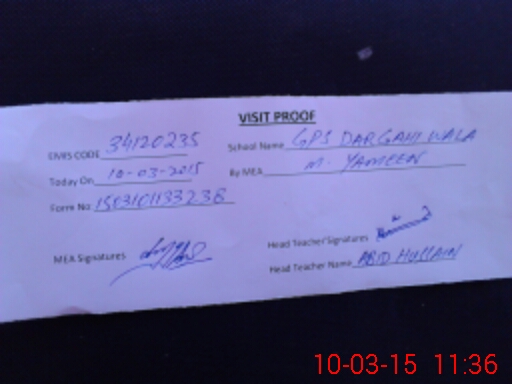 VISIT PROOF
EMIS CODE 34120235 School Name GPS DARGAHI WALA
Today On 10-03-2015 By MEA M. YAMEEN
Form No 1503101133236
MEA Signatures Head Teacher Signatures
Head Teacher Name ABID HUSSAIN
10-03-15 11:36